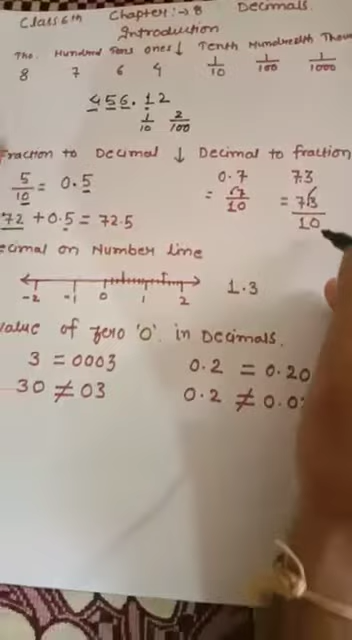 Class 6th Chapter:→8 Decimals.
Introduction
Tho. Hundred Tens ones ↓ Tenth Hundredth Thou
8 7 6 4 1/10 1/100 1/1000
456.12
1/10 2/100
Fraction to Decimal ↓ Decimal to fraction
5/10 = 0.5 0.7 7.3
= 07/10 = 73/10
72 + 0.5 = 72.5
ecimal on Number Line
-2 -1 0 1 2 1.3
Value of zero '0' in Decimals.
3 = 0003 0.2 = 0.20
30 ≠ 03 0.2 ≠ 0.0